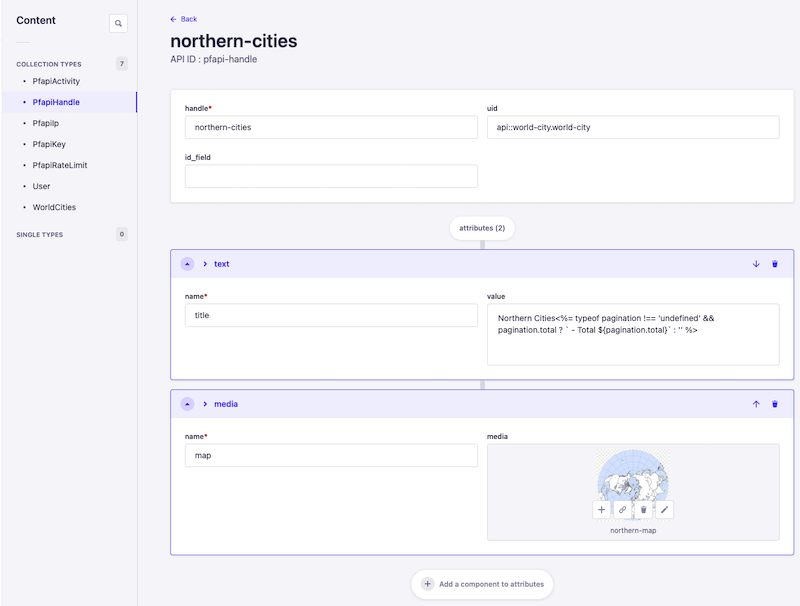 Content
COLLECTION TYPES 7
PfapiActivity
PfapiHandle
PfapiIp
PfapiKey
PfapiRateLimit
User
WorldCities
SINGLE TYPES 0
Back
northern-cities
API ID : pfapi-handle
handle* uid
northern-cities api::world-city.world-city
id_field
attributes (2)
text
name* value
title
Northern Cities<%= typeof pagination !== 'undefined' &&
pagination.total ? ` - Total ${pagination.total}` : '' %>
media
name* media
map
northern-map
Add a component to attributes